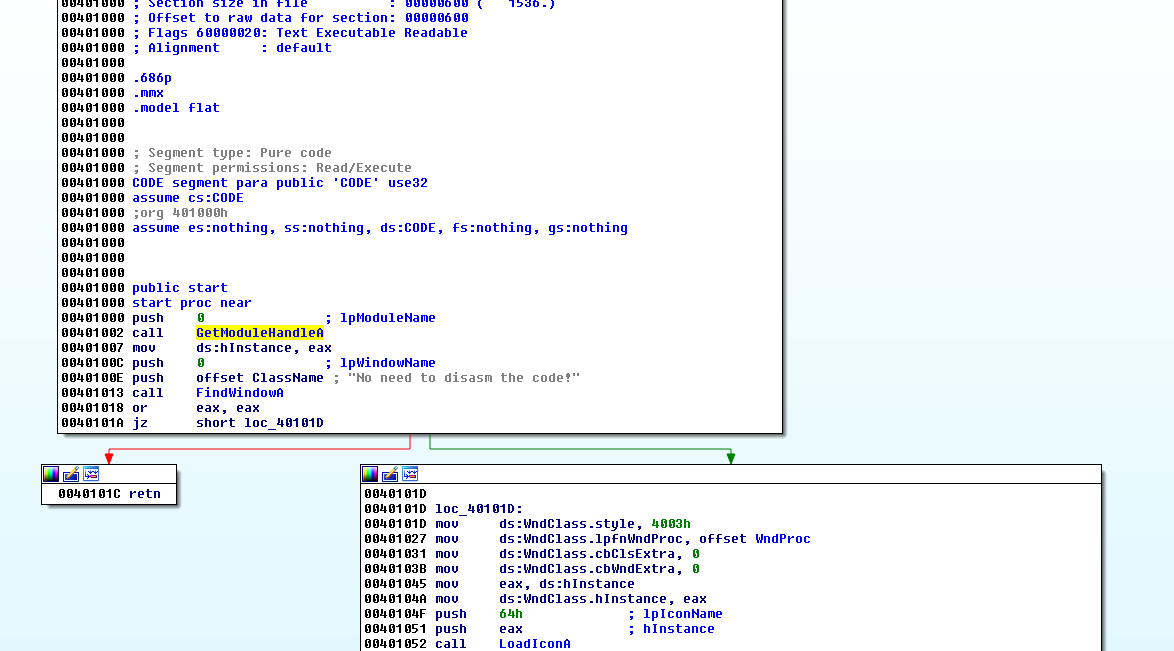 00401000 ; Section size in file          : 00000600 (   1536.)
00401000 ; Offset to raw data for section: 00000600
00401000 ; Flags 60000020: Text Executable Readable
00401000 ; Alignment     : default
00401000
00401000 .686p
00401000 .mmx
00401000 .model flat
00401000
00401000
00401000 ; Segment type: Pure code
00401000 ; Segment permissions: Read/Execute
00401000 CODE segment para public 'CODE' use32
00401000 assume cs:CODE
00401000 ;org 401000h
00401000 assume es:nothing, ss:nothing, ds:CODE, fs:nothing, gs:nothing
00401000
00401000
00401000
00401000 public start
00401000 start proc near
00401000 push    0               ; lpModuleName
00401002 call    GetModuleHandleA
00401007 mov     ds:hInstance, eax
0040100C push    0               ; lpWindowName
0040100E push    offset ClassName ; "No need to disasm the code!"
00401013 call    FindWindowA
00401018 or      eax, eax
0040101A jz      short loc_40101D
0040101C retn
0040101D
0040101D loc_40101D:
0040101D mov     ds:WndClass.style, 4003h
00401027 mov     ds:WndClass.lpfnWndProc, offset WndProc
00401031 mov     ds:WndClass.cbClsExtra, 0
0040103B mov     ds:WndClass.cbWndExtra, 0
00401045 mov     eax, ds:hInstance
0040104A mov     ds:WndClass.hInstance, eax
0040104F push    64h             ; lpIconName
00401051 push    eax             ; hInstance
00401052 call    LoadIconA